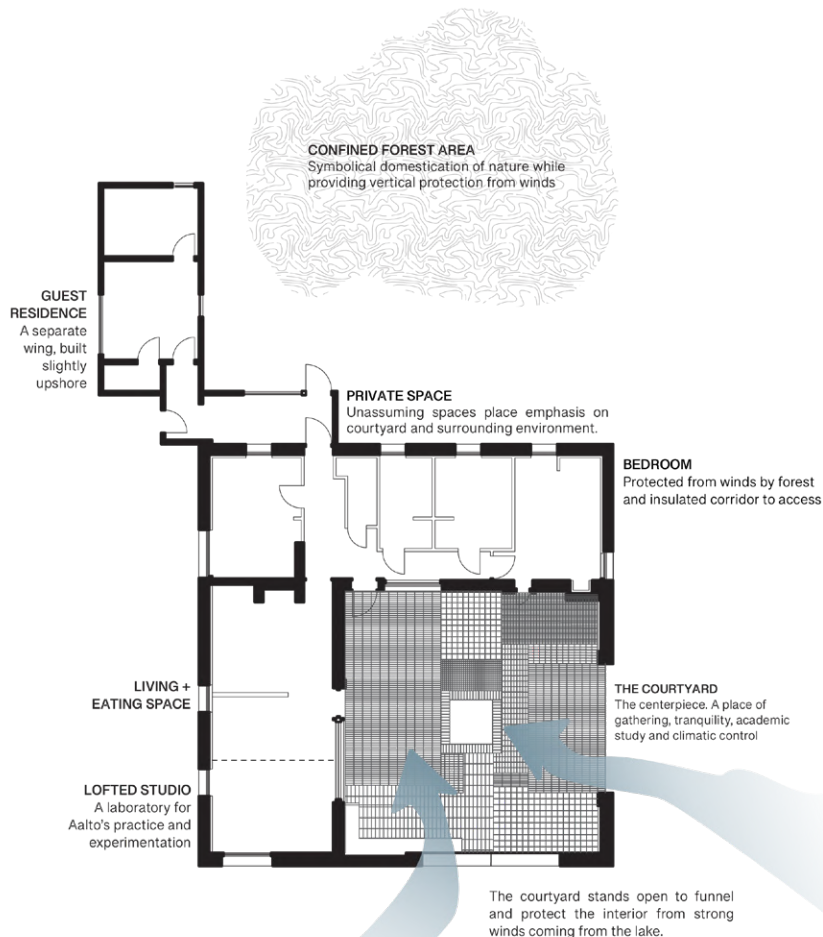 CONFINED FOREST AREA
Symbolical domestication of nature while
providing vertical protection from winds
GUEST
RESIDENCE
A separate
wing, built
slightly
upshore
PRIVATE SPACE
Unassuming spaces place emphasis on
courtyard and surrounding environment.
BEDROOM
Protected from winds by forest
and insulated corridor to access
LIVING +
EATING SPACE
THE COURTYARD
The centerpiece. A place of
gathering, tranquility, academic
study and climatic control
LOFTED STUDIO
A laboratory for
Aalto's practice and
experimentation
The courtyard stands open to funnel
and protect the interior from strong
winds coming from the lake.